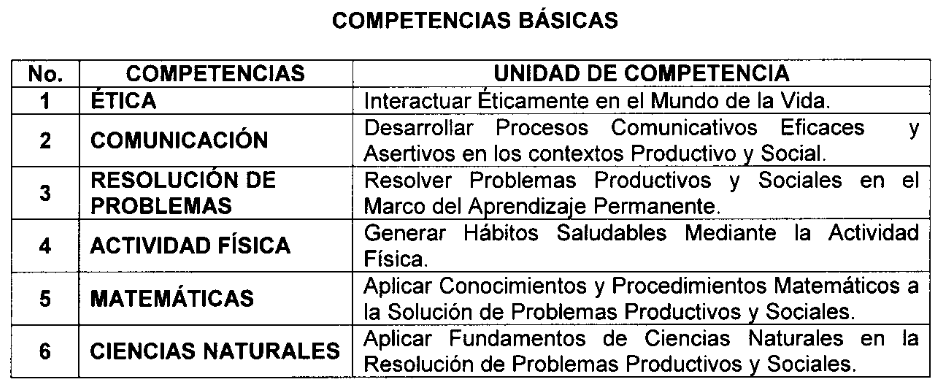 COMPETENCIAS BÁSICAS
No. COMPETENCIAS UNIDAD DE COMPETENCIA
1 ÉTICA Interactuar Éticamente en el Mundo de la Vida.
2 COMUNICACIÓN Desarrollar Procesos Comunicativos Eficaces y
Asertivos en los contextos Productivo y Social.
3 RESOLUCIÓN DE
PROBLEMAS
Resolver Problemas Productivos y Sociales en el
Marco del Aprendizaje Permanente.
4 ACTIVIDAD FÍSICA Generar Hábitos Saludables Mediante la Actividad
Física.
5 MATEMÁTICAS Aplicar Conocimientos y Procedimientos Matemáticos a
la Solución de Problemas Productivos y Sociales.
6 CIENCIAS NATURALES Aplicar Fundamentos de Ciencias Naturales en la
Resolución de Problemas Productivos y Sociales.